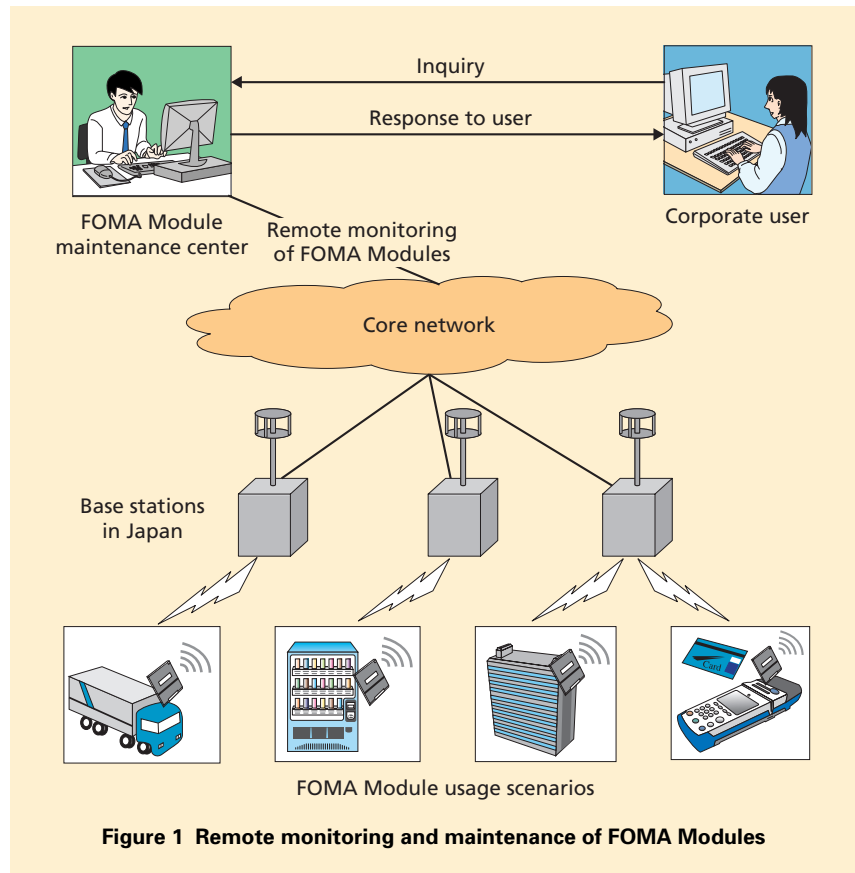 Inquiry
Response to user
FOMA Module
maintenance center
Corporate user
Remote monitoring
of FOMA Modules
Core network
Base stations
in Japan
Card
FOMA Module usage scenarios
Figure 1 Remote monitoring and maintenance of FOMA Modules